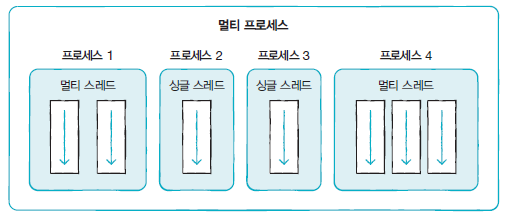 멀티 프로세스
프로세스 1 프로세스 2 프로세스 3 프로세스 4
멀티 스레드 싱글 스레드 싱글 스레드 멀티 스레드